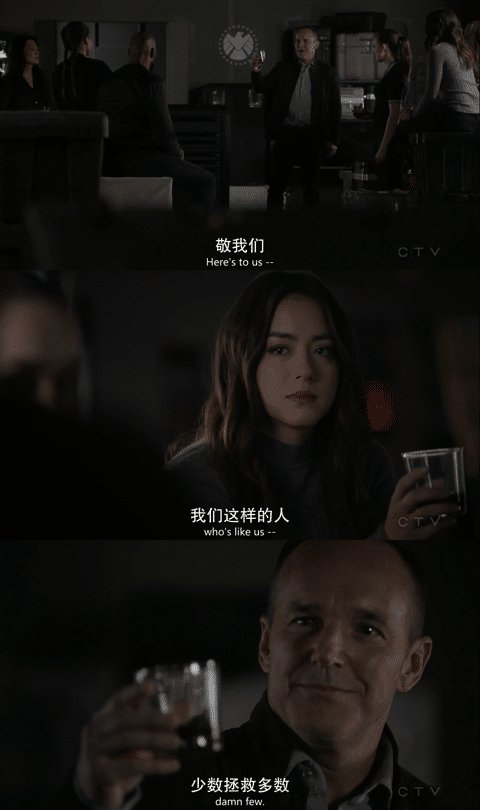 敬我们
Here's to us --
CTV
我们这样的人
who's like us --
CTV
少数拯救多数
damn few.
CTV